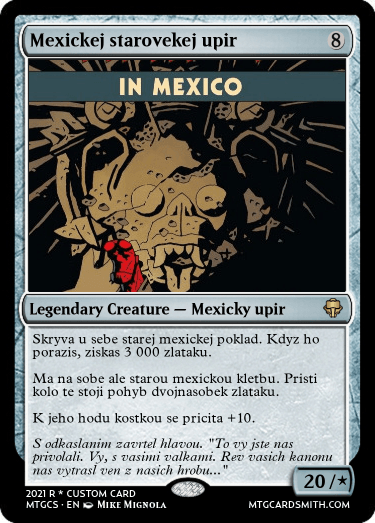 Mexickej starovekej upir 8
IN MEXICO
Legendary Creature — Mexicky upir
Skryva u sebe starej mexickej poklad. Kdyz ho
porazis, ziskas 3 000 zlataku.
Ma na sobe ale starou mexickou kletbu. Pristi
kolo te stoji pohyb dvojnasobek zlataku.
K jeho hodu kostkou se pricita +10.
S odkaslanim zavrtel hlavou. "To vy jste nas
privolali. Vy, s vasimi valkami. Rev vasich kanonu
nas vytrasl ven z nasich hrobu..."
20/★
2021 R * CUSTOM CARD
MTGCS · EN Mike Mignola
MTGCARDSMITH.COM